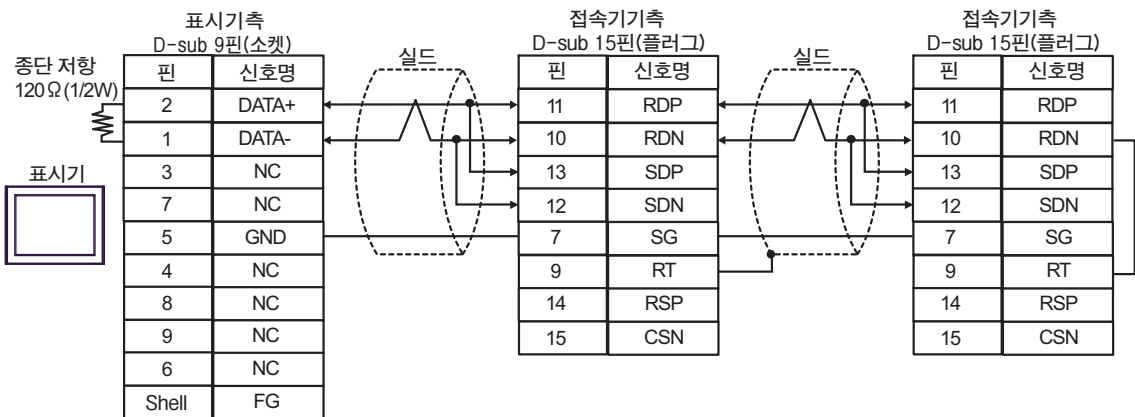 표시기측
D-sub 9핀(소켓)
종단 저항
120Ω(1/2W)
표시기
핀 신호명
2 DATA+
1 DATA-
3 NC
7 NC
5 GND
4 NC
8 NC
9 NC
6 NC
Shell FG
실드
접속기기측
D-sub 15핀(플러그)
핀 신호명
11 RDP
10 RDN
13 SDP
12 SDN
7 SG
9 RT
14 RSP
15 CSN
실드
접속기기측
D-sub 15핀(플러그)
핀 신호명
11 RDP
10 RDN
13 SDP
12 SDN
7 SG
9 RT
14 RSP
15 CSN